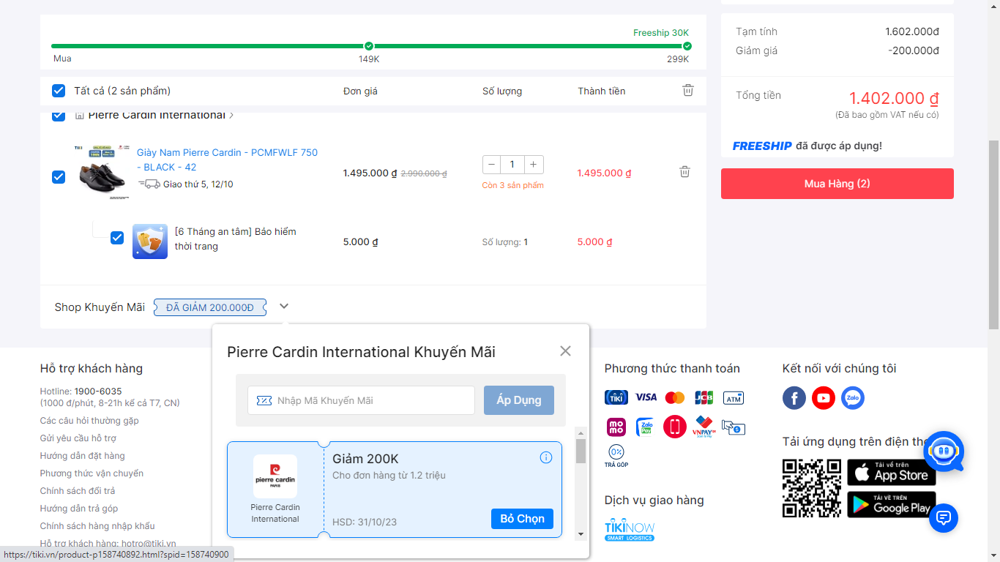 Freeship 30K
Mua
149K
299K
Tất cả (2 sản phẩm)
Đơn giá
Số lượng
Thành tiền
Pierre Cardin International
Giày Nam Pierre Cardin - PCMFWLF 750
- BLACK - 42
Giao thứ 5, 12/10
1.495.000 ₫ 2.990.000 ₫
1
Còn 3 sản phẩm
1.495.000 ₫
[6 Tháng an tâm] Bảo hiểm
thời trang
5.000 ₫
Số lượng: 1
5.000 ₫
Shop Khuyến Mãi
ĐÃ GIẢM 200.000Đ
Tạm tính
1.602.000đ
Giảm giá
-200.000đ
Tổng tiền
1.402.000 ₫
(Đã bao gồm VAT nếu có)
FREESHIP đã được áp dụng!
Mua Hàng (2)
Pierre Cardin International Khuyến Mãi
Nhập Mã Khuyến Mãi
Áp Dụng
pierre cardin
PARIS
Pierre Cardin
International
Giảm 200K
Cho đơn hàng từ 1.2 triệu
HSD: 31/10/23
Bỏ Chọn
Hỗ trợ khách hàng
Hotline: 1900-6035
(1000 đ/phút, 8-21h kể cả T7, CN)
Các câu hỏi thường gặp
Gửi yêu cầu hỗ trợ
Hướng dẫn đặt hàng
Phương thức vận chuyển
Chính sách đổi trả
Hướng dẫn trả góp
Chính sách hàng nhập khẩu
Hỗ trợ khách hàng: hotro@tiki.vn
Phương thức thanh toán
TIKI
VISA
JCB
ATM
mo
mo
Zalo
Pay
VNPAY
0%
TRẢ GÓP
Dịch vụ giao hàng
TIKINOW
SMART LOGISTICS
Kết nối với chúng tôi
Zalo
Tải ứng dụng trên điện
Tải về trên
App Store
TẢI VỀ TRÊN
Google Play
https://tiki.vn/product-p158740892.html?spid=158740900